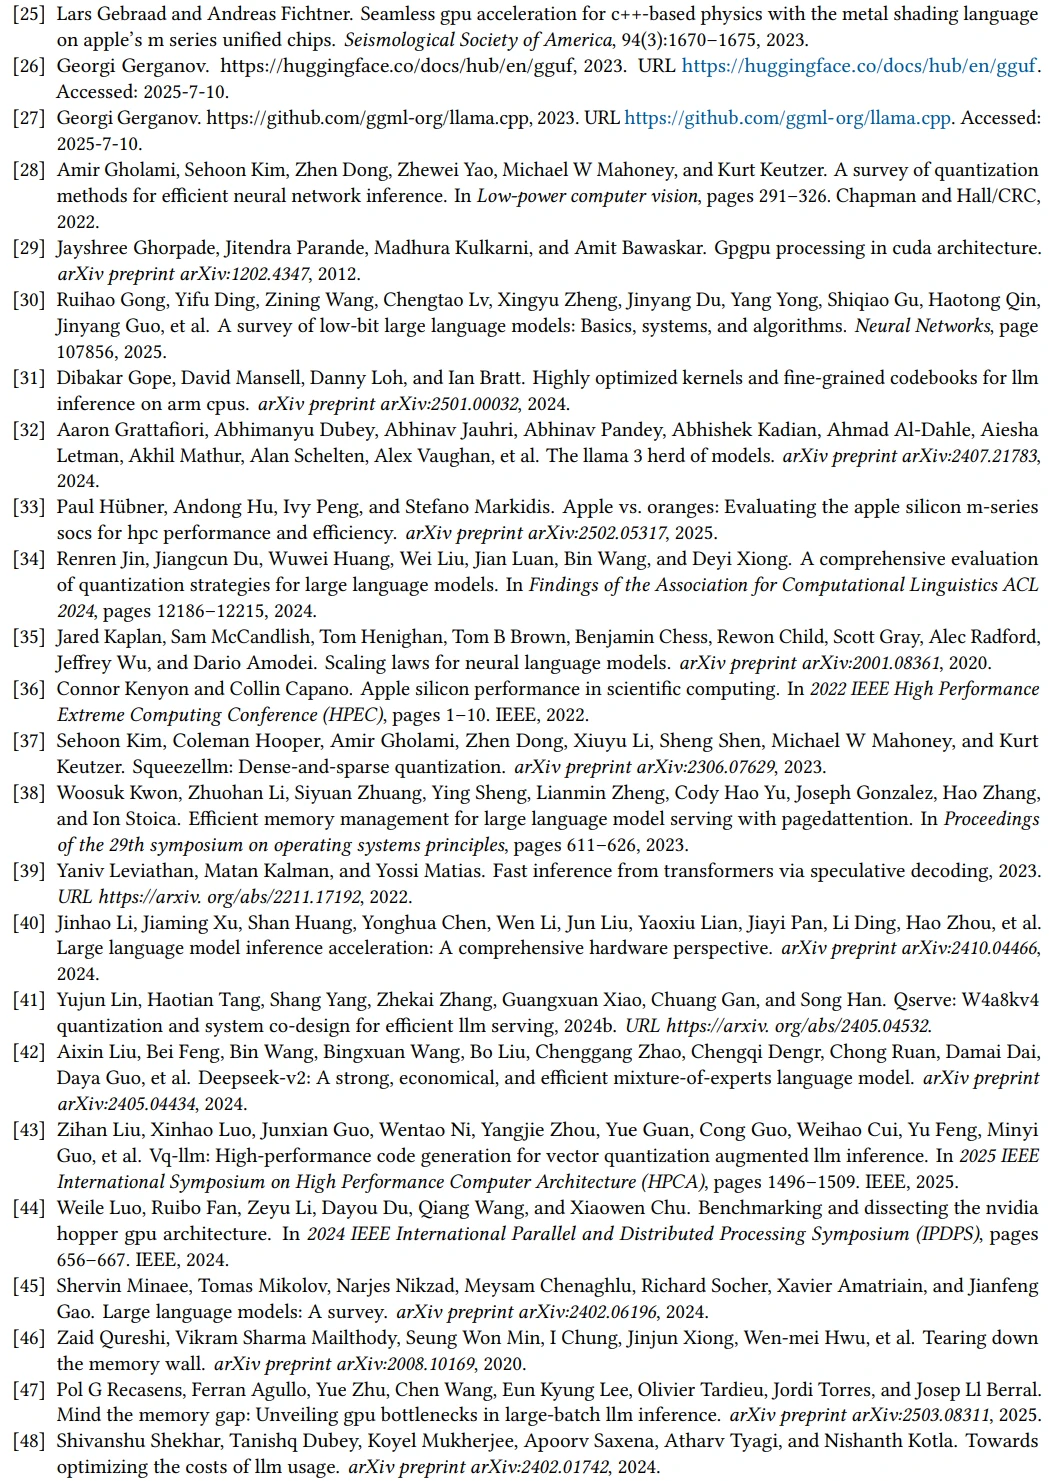 [25] Lars Gebraad and Andreas Fichtner. Seamless gpu acceleration for c++-based physics with the metal shading language
on apple's m series unified chips. Seismological Society of America, 94(3):1670–1675, 2023.
[26] Georgi Gerganov. https://huggingface.co/docs/hub/en/gguf, 2023. URL https://huggingface.co/docs/hub/en/gguf.
Accessed: 2025-7-10.
[27] Georgi Gerganov. https://github.com/ggml-org/llama.cpp, 2023. URL https://github.com/ggml-org/llama.cpp. Accessed:
2025-7-10.
[28] Amir Gholami, Sehoon Kim, Zhen Dong, Zhewei Yao, Michael W Mahoney, and Kurt Keutzer. A survey of quantization
methods for efficient neural network inference. In Low-power computer vision, pages 291–326. Chapman and Hall/CRC,
2022.
[29] Jayshree Ghorpade, Jitendra Parande, Madhura Kulkarni, and Amit Bawaskar. Gpgpu processing in cuda architecture.
arXiv preprint arXiv:1202.4347, 2012.
[30] Ruihao Gong, Yifu Ding, Zining Wang, Chengtao Lv, Xingyu Zheng, Jinyang Du, Yang Yong, Shiqiao Gu, Haotong Qin,
Jinyang Guo, et al. A survey of low-bit large language models: Basics, systems, and algorithms. Neural Networks, page
107856, 2025.
[31] Dibakar Gope, David Mansell, Danny Loh, and Ian Bratt. Highly optimized kernels and fine-grained codebooks for llm
inference on arm cpus. arXiv preprint arXiv:2501.00032, 2024.
[32] Aaron Grattafiori, Abhimanyu Dubey, Abhinav Jauhri, Abhinav Pandey, Abhishek Kadian, Ahmad Al-Dahle, Aiesha
Letman, Akhil Mathur, Alan Schelten, Alex Vaughan, et al. The llama 3 herd of models. arXiv preprint arXiv:2407.21783,
2024.
[33] Paul Hübner, Andong Hu, Ivy Peng, and Stefano Markidis. Apple vs. oranges: Evaluating the apple silicon m-series
socs for hpc performance and efficiency. arXiv preprint arXiv:2502.05317, 2025.
[34] Renren Jin, Jiangcun Du, Wuwei Huang, Wei Liu, Jian Luan, Bin Wang, and Deyi Xiong. A comprehensive evaluation
of quantization strategies for large language models. In Findings of the Association for Computational Linguistics ACL
2024, pages 12186–12215, 2024.
[35] Jared Kaplan, Sam McCandlish, Tom Henighan, Tom B Brown, Benjamin Chess, Rewon Child, Scott Gray, Alec Radford,
Jeffrey Wu, and Dario Amodei. Scaling laws for neural language models. arXiv preprint arXiv:2001.08361, 2020.
[36] Connor Kenyon and Collin Capano. Apple silicon performance in scientific computing. In 2022 IEEE High Performance
Extreme Computing Conference (HPEC), pages 1–10. IEEE, 2022.
[37] Sehoon Kim, Coleman Hooper, Amir Gholami, Zhen Dong, Xiuyu Li, Sheng Shen, Michael W Mahoney, and Kurt
Keutzer. Squeezellm: Dense-and-sparse quantization. arXiv preprint arXiv:2306.07629, 2023.
[38] Woosuk Kwon, Zhuohan Li, Siyuan Zhuang, Ying Sheng, Lianmin Zheng, Cody Hao Yu, Joseph Gonzalez, Hao Zhang,
and Ion Stoica. Efficient memory management for large language model serving with pagedattention. In Proceedings
of the 29th symposium on operating systems principles, pages 611–626, 2023.
[39] Yaniv Leviathan, Matan Kalman, and Yossi Matias. Fast inference from transformers via speculative decoding, 2023.
URL https://arxiv. org/abs/2211.17192, 2022.
[40] Jinhao Li, Jiaming Xu, Shan Huang, Yonghua Chen, Wen Li, Jun Liu, Yaoxiu Lian, Jiayi Pan, Li Ding, Hao Zhou, et al.
Large language model inference acceleration: A comprehensive hardware perspective. arXiv preprint arXiv:2410.04466,
2024.
[41] Yujun Lin, Haotian Tang, Shang Yang, Zhekai Zhang, Guangxuan Xiao, Chuang Gan, and Song Han. Qserve: W4a8kv4
quantization and system co-design for efficient llm serving, 2024b. URL https://arxiv. org/abs/2405.04532.
[42] Aixin Liu, Bei Feng, Bin Wang, Bingxuan Wang, Bo Liu, Chenggang Zhao, Chengqi Dengr, Chong Ruan, Damai Dai,
Daya Guo, et al. Deepseek-v2: A strong, economical, and efficient mixture-of-experts language model. arXiv preprint
arXiv:2405.04434, 2024.
[43] Zihan Liu, Xinhao Luo, Junxian Guo, Wentao Ni, Yangjie Zhou, Yue Guan, Cong Guo, Weihao Cui, Yu Feng, Minyi
Guo, et al. Vq-llm: High-performance code generation for vector quantization augmented llm inference. In 2025 IEEE
International Symposium on High Performance Computer Architecture (HPCA), pages 1496–1509. IEEE, 2025.
[44] Weile Luo, Ruibo Fan, Zeyu Li, Dayou Du, Qiang Wang, and Xiaowen Chu. Benchmarking and dissecting the nvidia
hopper gpu architecture. In 2024 IEEE International Parallel and Distributed Processing Symposium (IPDPS), pages
656–667. IEEE, 2024.
[45] Shervin Minaee, Tomas Mikolov, Narjes Nikzad, Meysam Chenaghlu, Richard Socher, Xavier Amatriain, and Jianfeng
Gao. Large language models: A survey. arXiv preprint arXiv:2402.06196, 2024.
[46] Zaid Qureshi, Vikram Sharma Mailthody, Seung Won Min, I Chung, Jinjun Xiong, Wen-mei Hwu, et al. Tearing down
the memory wall. arXiv preprint arXiv:2008.10169, 2020.
[47] Pol G Recasens, Ferran Agullo, Yue Zhu, Chen Wang, Eun Kyung Lee, Olivier Tardieu, Jordi Torres, and Josep Ll Berral.
Mind the memory gap: Unveiling gpu bottlenecks in large-batch llm inference. arXiv preprint arXiv:2503.08311, 2025.
[48] Shivanshu Shekhar, Tanishq Dubey, Koyel Mukherjee, Apoorv Saxena, Atharv Tyagi, and Nishanth Kotla. Towards
optimizing the costs of llm usage. arXiv preprint arXiv:2402.01742, 2024.